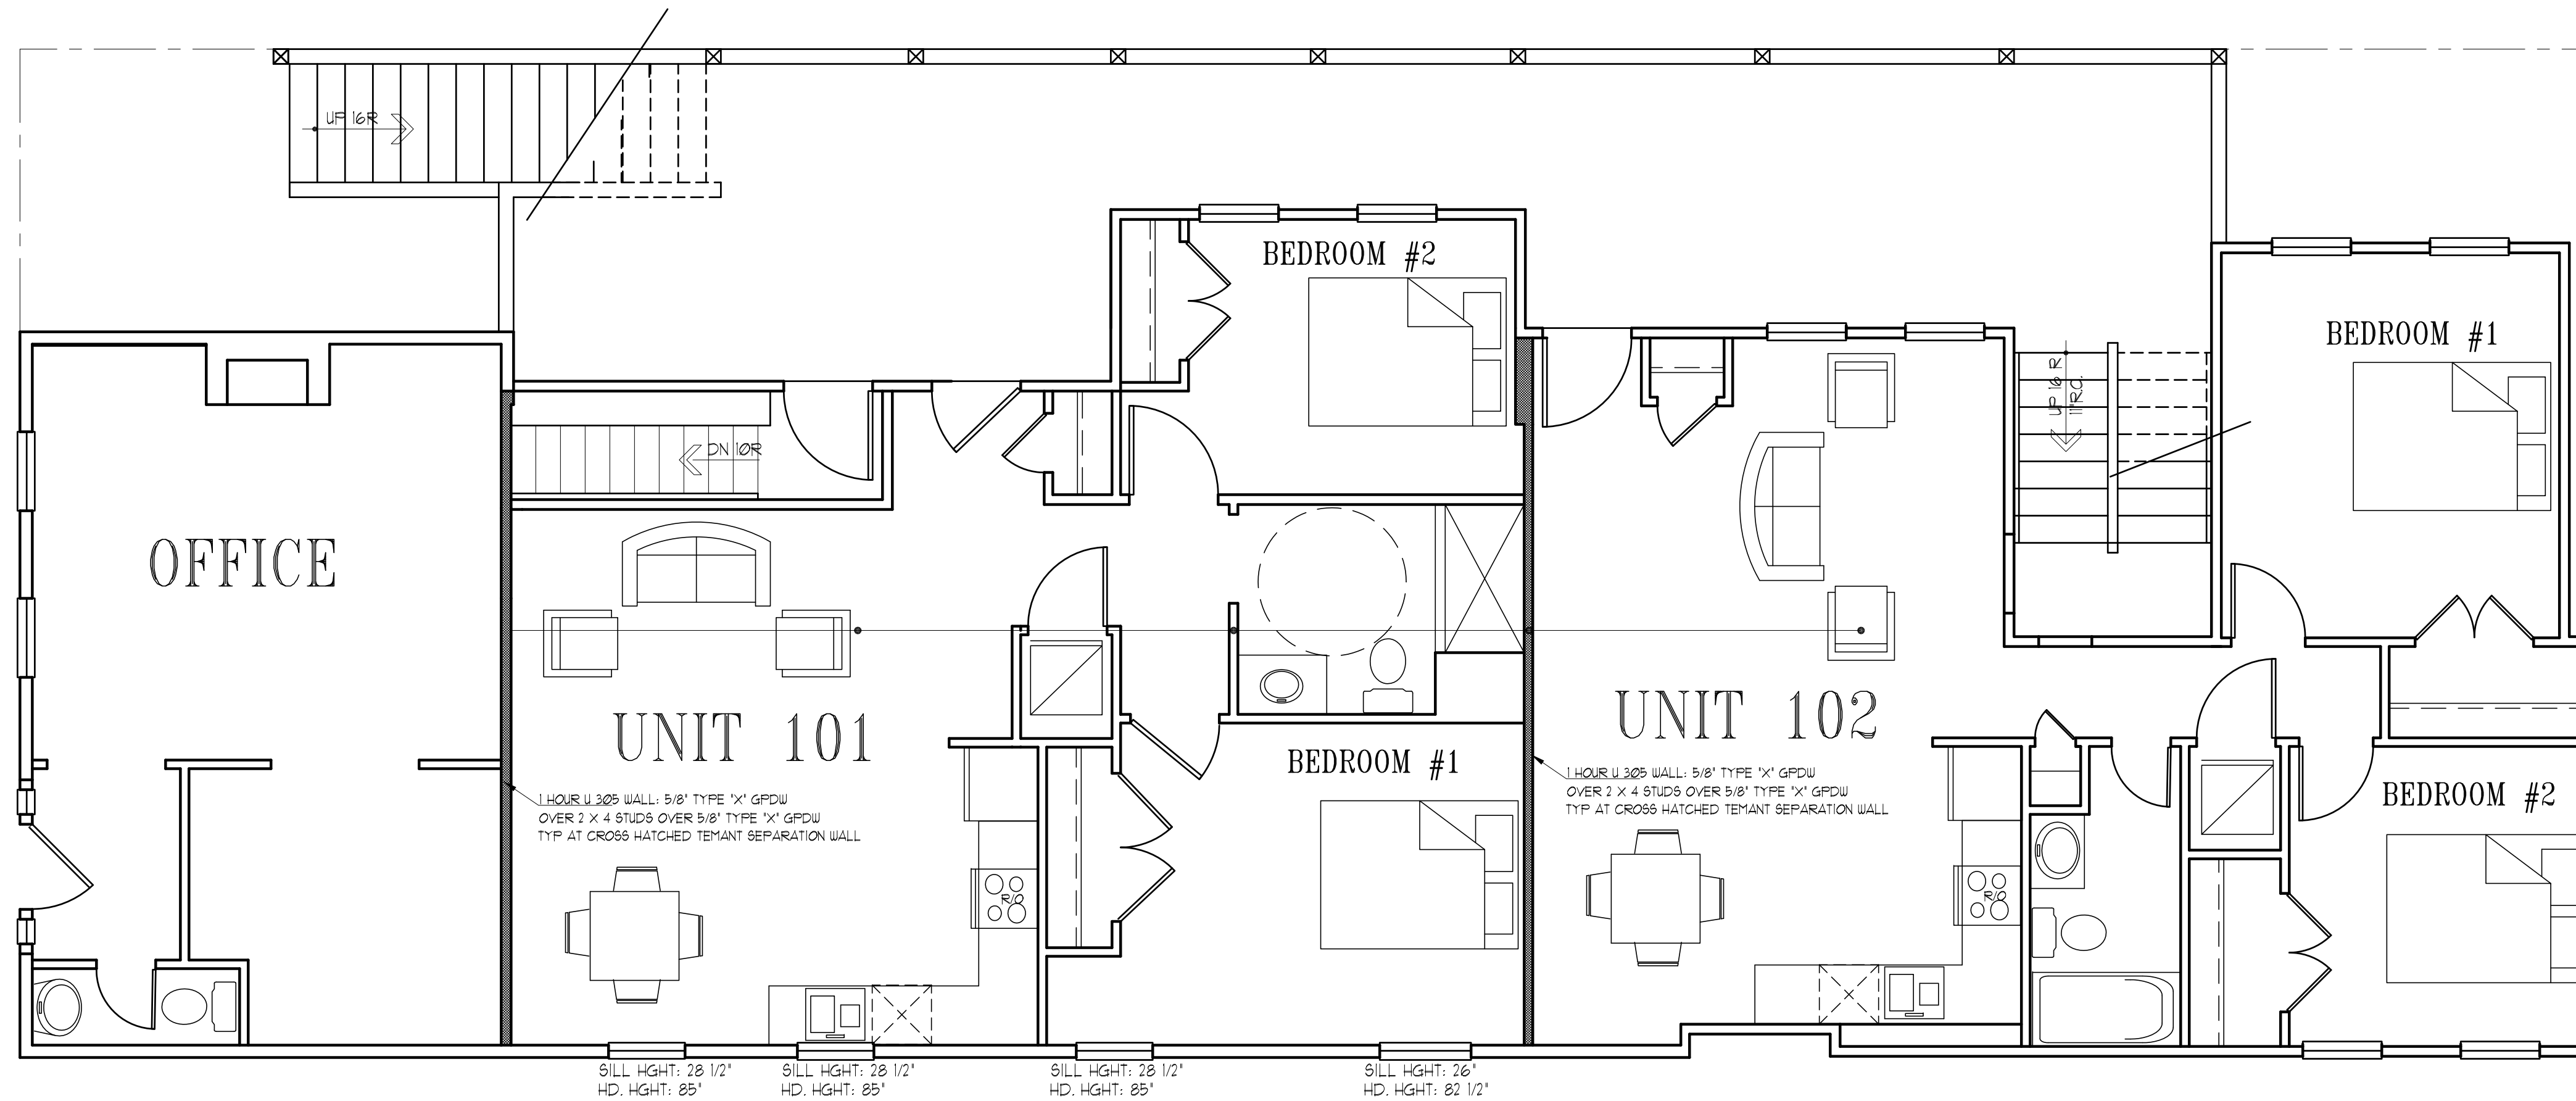 UP 16R
BEDROOM #2
BEDROOM #1
UP 16 R
11"R.O.
DN 10R
OFFICE
UNIT 101
UNIT 102
BEDROOM #1
1 HOUR U 305 WALL: 5/8" TYPE "X" GPDW
OVER 2 X 4 STUDS OVER 5/8" TYPE "X" GPDW
TYP AT CROSS HATCHED TEMANT SEPARATION WALL
1 HOUR U 305 WALL: 5/8" TYPE "X" GPDW
OVER 2 X 4 STUDS OVER 5/8" TYPE "X" GPDW
TYP AT CROSS HATCHED TEMANT SEPARATION WALL
BEDROOM #2
R/O
R/O
SILL HGHT: 28 1/2"
HD. HGHT: 85"
SILL HGHT: 28 1/2"
HD. HGHT: 85"
SILL HGHT: 28 1/2"
HD. HGHT: 85"
SILL HGHT: 26"
HD. HGHT: 82 1/2"